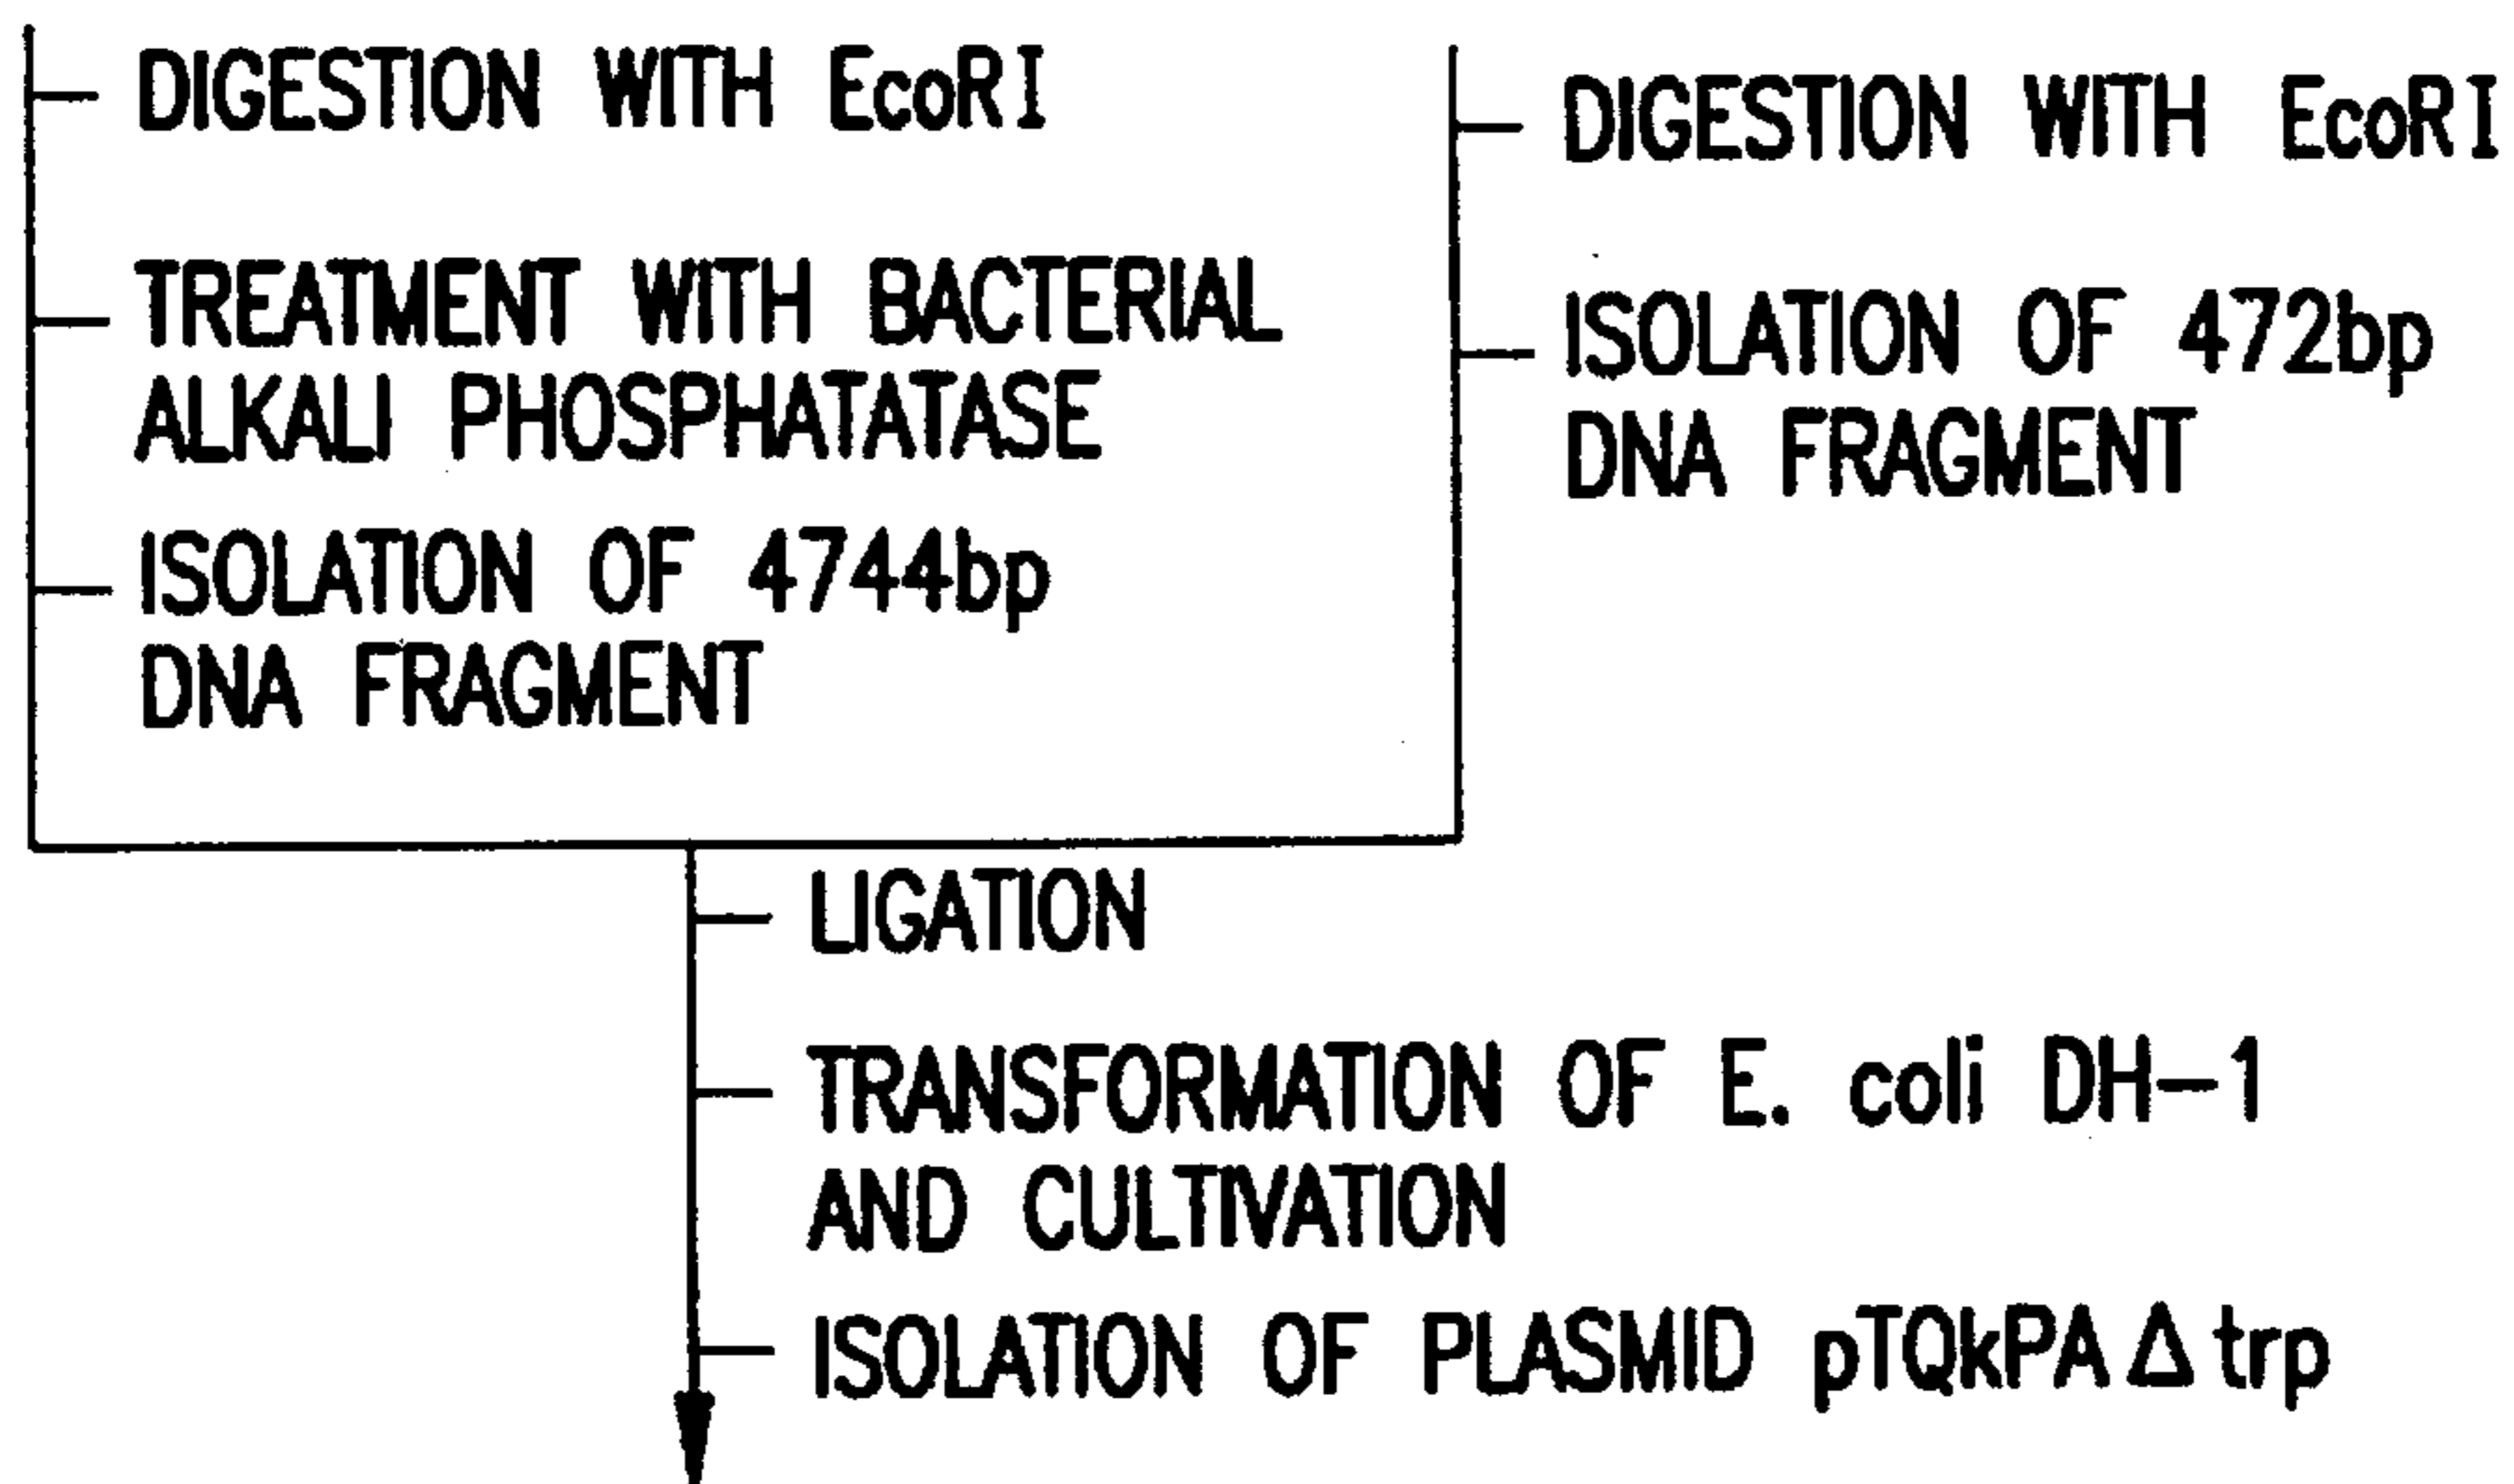 DIGESTION WITH EcoRI
TREATMENT WITH BACTERIAL
ALKALI PHOSPHATATASE
ISOLATION OF 4744bp
DNA FRAGMENT
DIGESTION WITH EcoRI
ISOLATION OF 472bp
DNA FRAGMENT
LIGATION
TRANSFORMATION OF E. coli DH-1
AND CULTIVATION
ISOLATION OF PLASMID pTQkPAΔtrp